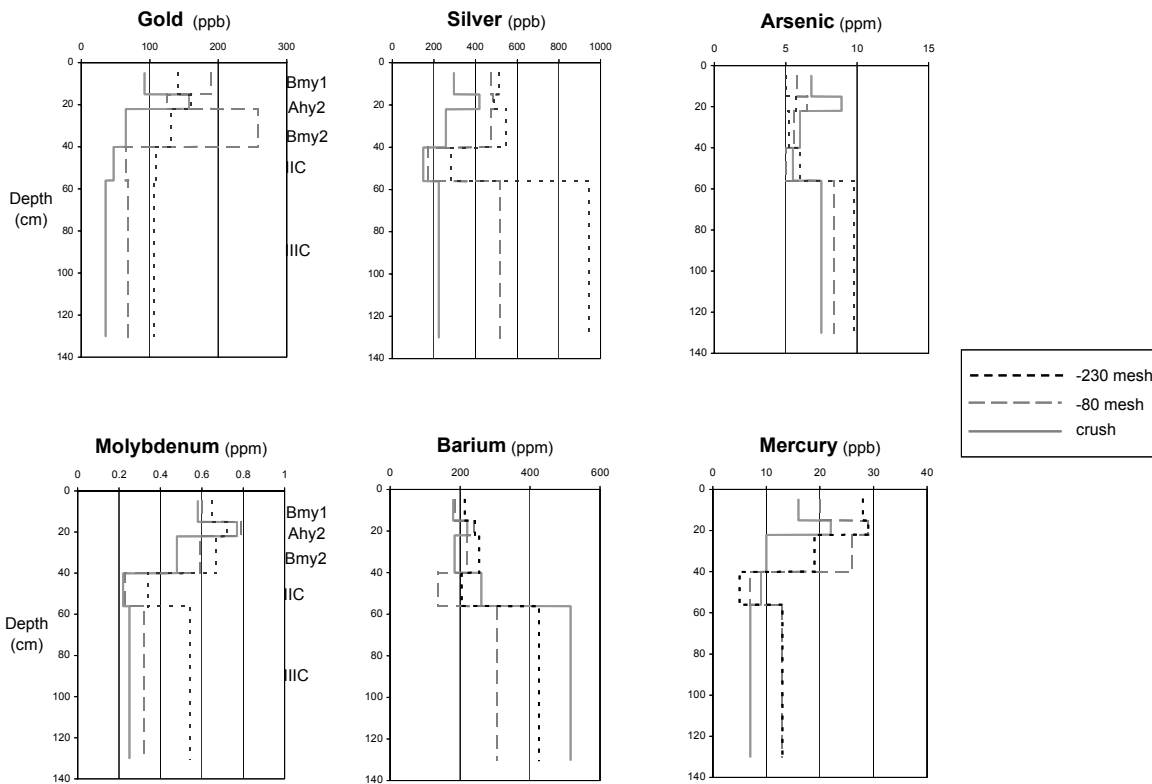 Gold (ppb)
0 100 200 300
0
20
40
60
80
100
120
140
Depth
(cm)
Bmy1
Ahy2
Bmy2
IIC
IIIC
Silver (ppb)
0 200 400 600 800 1000
0
20
40
60
80
100
120
140
Arsenic (ppm)
0 5 10 15
0
20
40
60
80
100
120
140
-230 mesh
-80 mesh
crush
Molybdenum (ppm)
0 0.2 0.4 0.6 0.8 1
0
20
40
60
80
100
120
140
Depth
(cm)
Bmy1
Ahy2
Bmy2
IIC
IIIC
Barium (ppm)
0 200 400 600
0
20
40
60
80
100
120
140
Mercury (ppb)
0 10 20 30 40
0
20
40
60
80
100
120
140